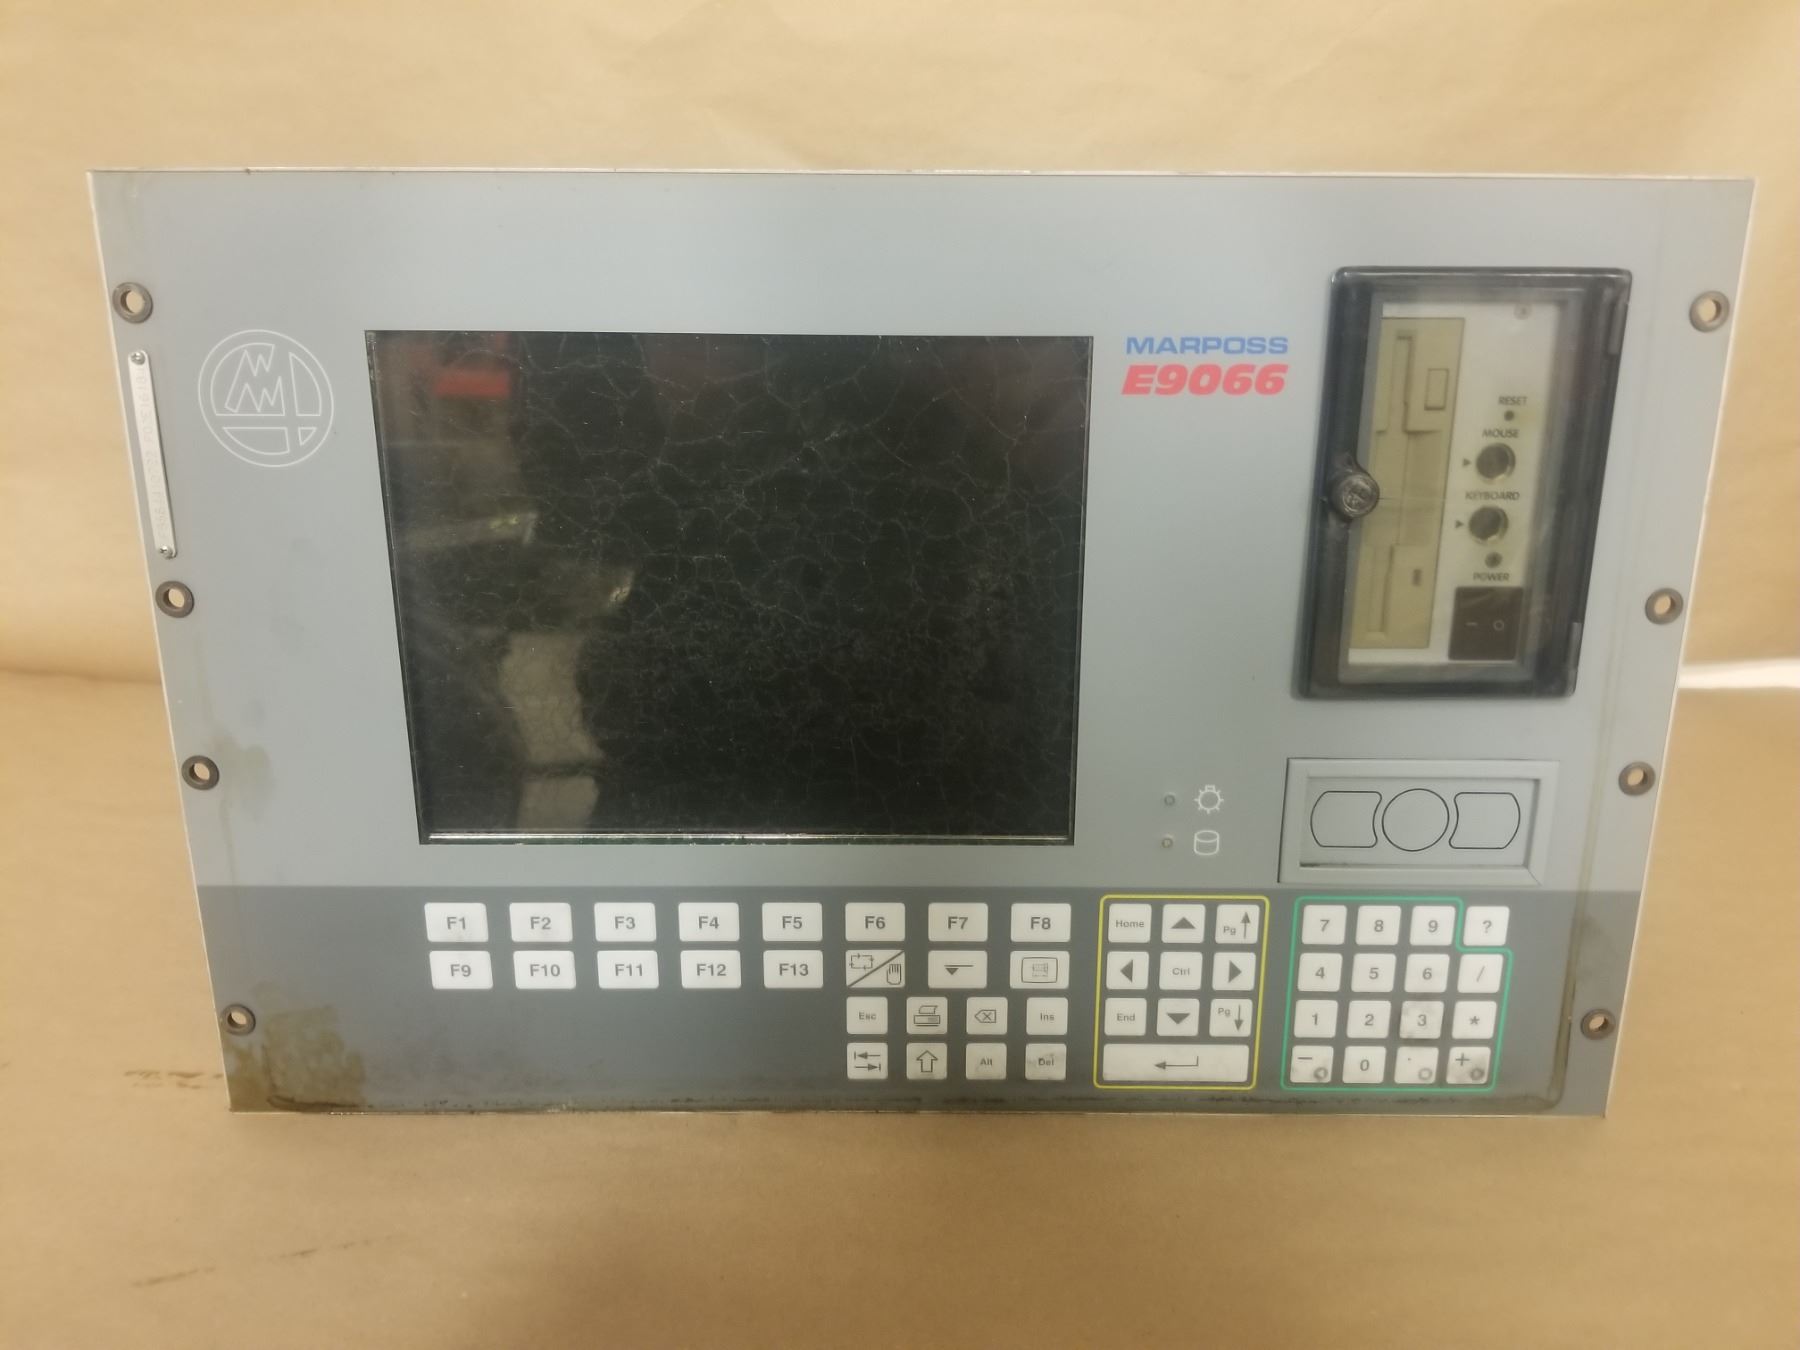 MARPOSS
E9066
RESET
MOUSE
KEYBOARD
POWER
F1 F2 F3 F4 F5 F6 F7 F8
F9 F10 F11 F12 F13
Esc Ins
Alt Del
Home Pg
Ctrl
End Pg
7 8 9 ?
4 5 6 /
1 2 3 *
- 0 . +